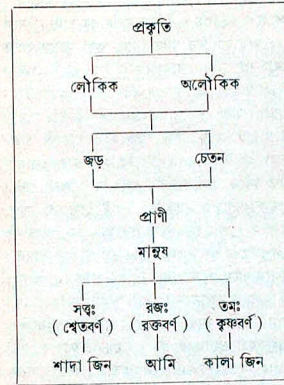 প্রকৃতি
লৌকিক অলৌকিক
জড় চেতন
প্রাণী
মানুষ
সত্ত্বঃ রজঃ তমঃ
( শ্বেতবর্ণ ) ( রক্তবর্ণ ) ( কৃষ্ণবর্ণ )
শাদা জিন আমি কালা জিন